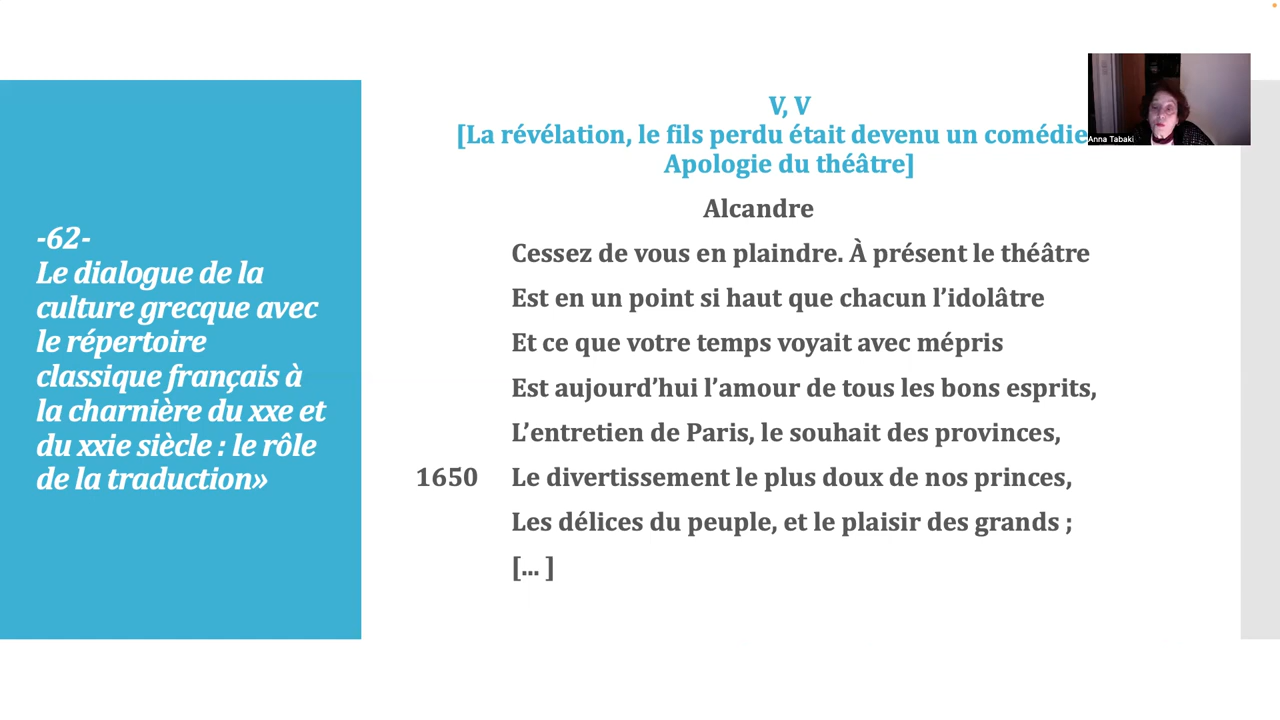 -62-
Le dialogue de la
culture grecque avec
le répertoire
classique français à
la charnière du xxe et
du xxie siècle : le rôle
de la traduction»
V, V
[La révélation, le fils perdu était devenu un comédie
Apologie du théâtre]
Alcandre
Cessez de vous en plaindre. À présent le théâtre
Est en un point si haut que chacun l’idolâtre
Et ce que votre temps voyait avec mépris
Est aujourd’hui l’amour de tous les bons esprits,
L’entretien de Paris, le souhait des provinces,
1650 Le divertissement le plus doux de nos princes,
Les délices du peuple, et le plaisir des grands ;
[... ]
Anna Tabaki